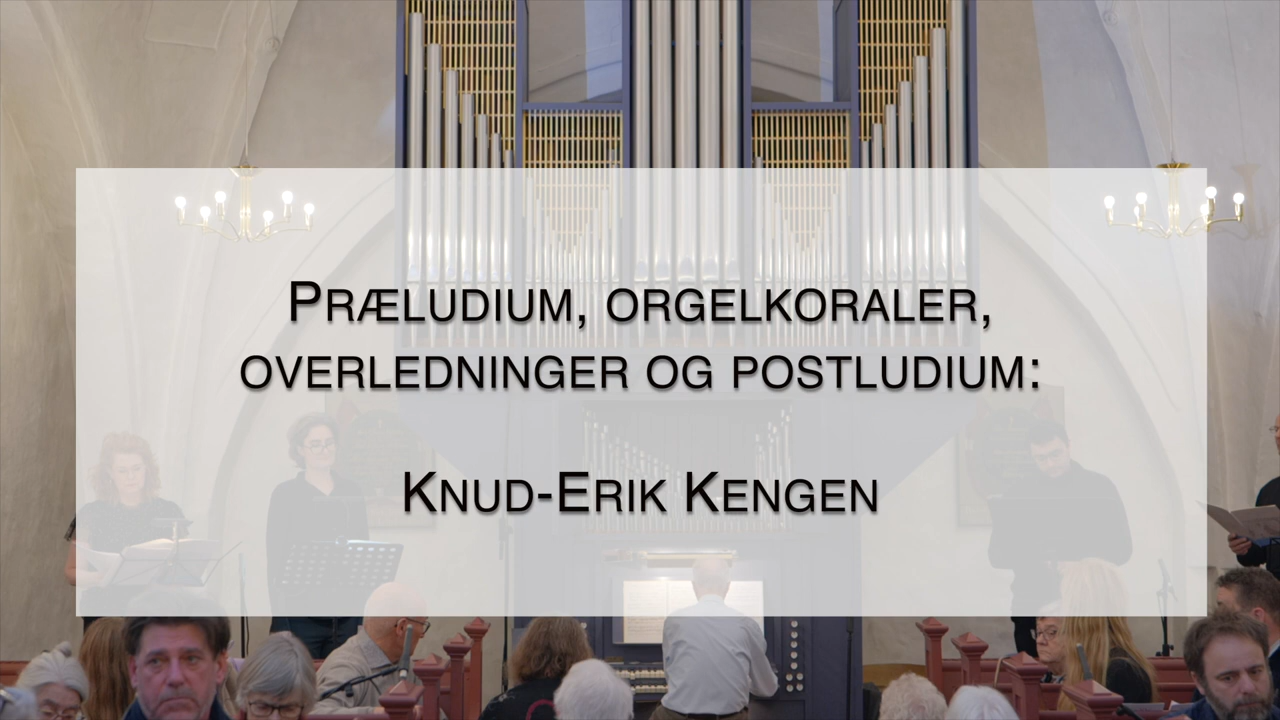 Præludium, orgelkoraler,
overledninger og postludium:
Knud-Erik Kengen